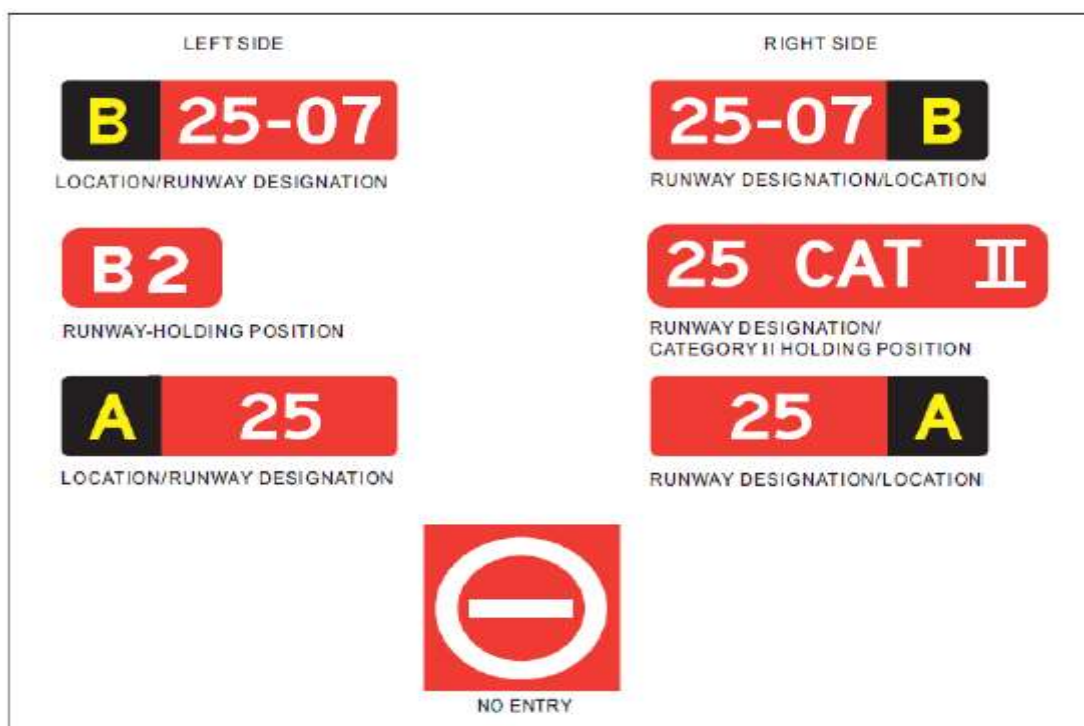 LEFT SIDE
RIGHT SIDE
B 25-07
25-07 B
LOCATION/RUNWAY DESIGNATION
RUNWAY DESIGNATION/LOCATION
B 2
25 CAT II
RUNWAY-HOLDING POSITION
RUNWAY DESIGNATION/
CATEGORY II HOLDING POSITION
A 25
25 A
LOCATION/RUNWAY DESIGNATION
RUNWAY DESIGNATION/LOCATION
NO ENTRY